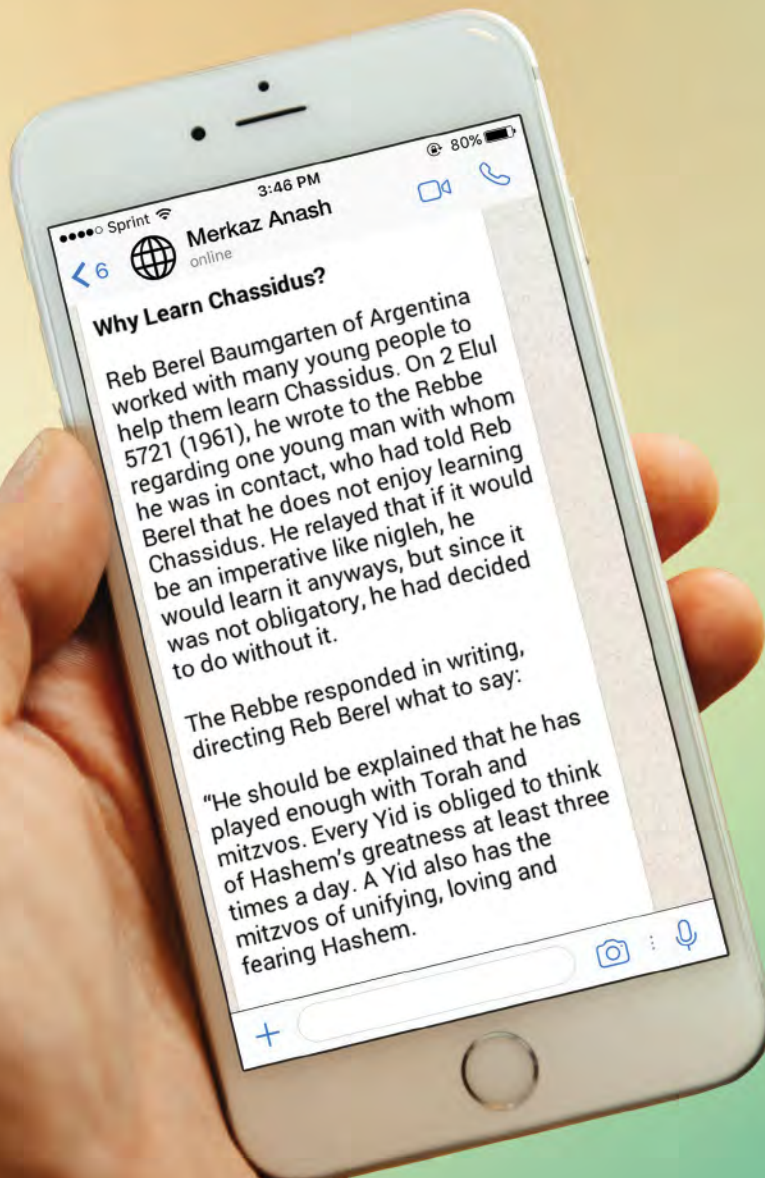 Sprint
3:46 PM
80%
6
Merkaz Anash
online
Why Learn Chassidus?
Reb Berel Baumgarten of Argentina
worked with many young people to
help them learn Chassidus. On 2 Elul
5721 (1961), he wrote to the Rebbe
regarding one young man with whom
he was in contact, who had told Reb
Berel that he does not enjoy learning
Chassidus. He relayed that if it would
be an imperative like nigleh, he
would learn it anyways, but since it
was not obligatory, he had decided
to do without it.
The Rebbe responded in writing,
directing Reb Berel what to say:
“He should be explained that he has
played enough with Torah and
mitzvos. Every Yid is obliged to think
of Hashem's greatness at least three
times a day. A Yid also has the
mitzvos of unifying, loving and
fearing Hashem.